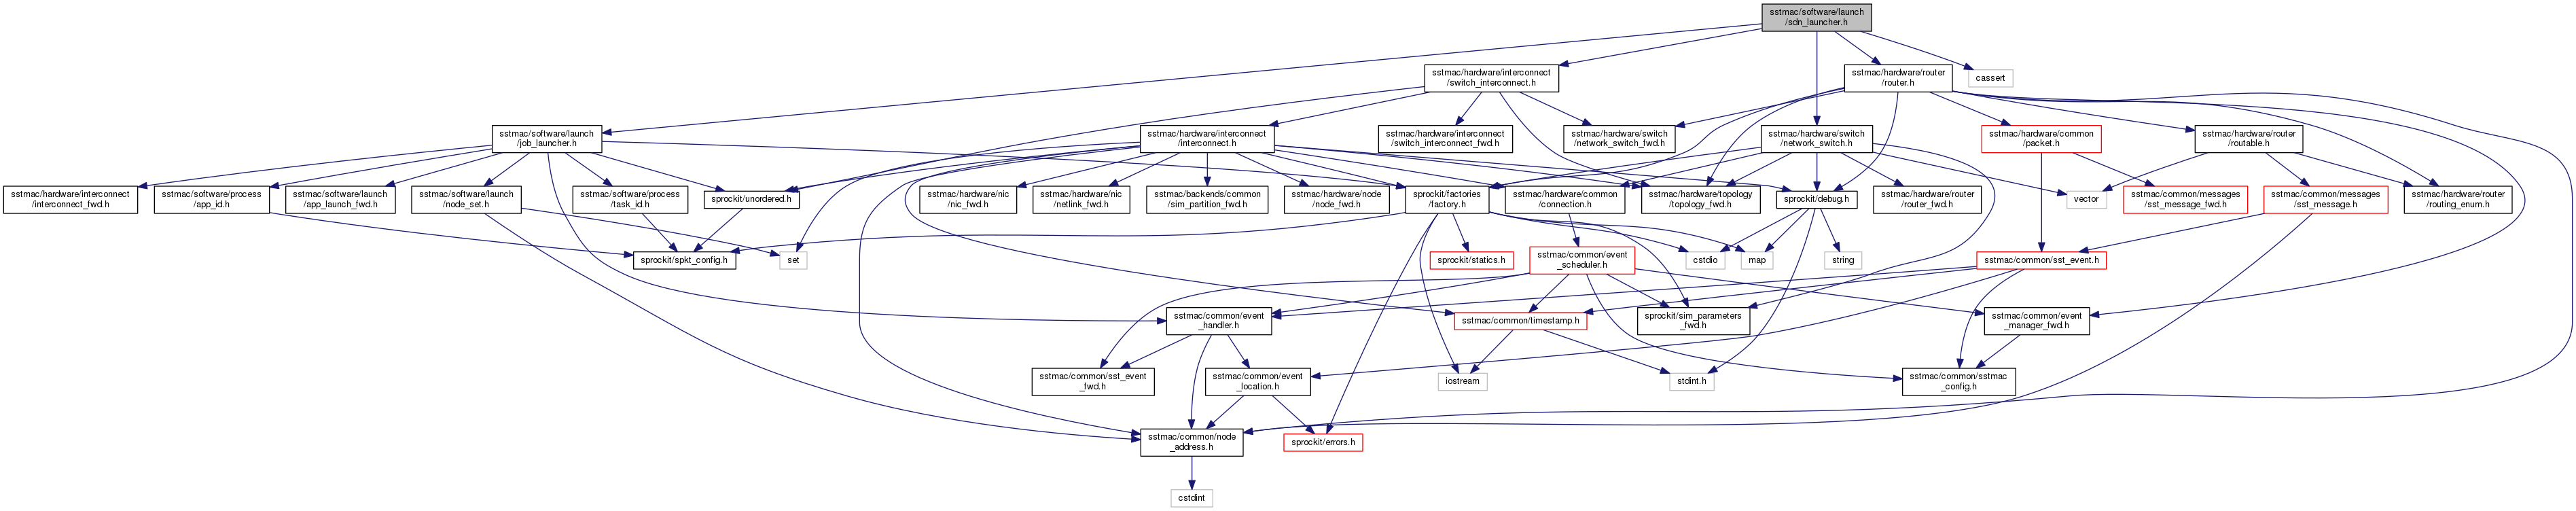 sstmac/software/launch
/sdn_launcher.h
sstmac/hardware/interconnect
/switch_interconnect.h
sstmac/hardware/router
/router.h
cassert
sstmac/software/launch
/job_launcher.h
sstmac/hardware/interconnect
/interconnect.h
sstmac/hardware/interconnect
/switch_interconnect_fwd.h
sstmac/hardware/switch
/network_switch_fwd.h
sstmac/hardware/switch
/network_switch.h
sstmac/hardware/common
/packet.h
sstmac/hardware/router
/routable.h
sstmac/hardware/interconnect
/interconnect_fwd.h
sstmac/software/process
/app_id.h
sstmac/software/launch
/app_launch_fwd.h
sstmac/software/launch
/node_set.h
sstmac/software/process
/task_id.h
sprockit/unordered.h
sstmac/hardware/nic
/nic_fwd.h
sstmac/hardware/nic
/netlink_fwd.h
sstmac/backends/common
/sim_partition_fwd.h
sstmac/hardware/node
/node_fwd.h
sprockit/factories
/factory.h
sstmac/hardware/common
/connection.h
sstmac/hardware/topology
/topology_fwd.h
sprockit/debug.h
sstmac/hardware/router
/router_fwd.h
vector
sstmac/common/messages
/sst_message_fwd.h
sstmac/common/messages
/sst_message.h
sstmac/hardware/router
/routing_enum.h
sprockit/spkt_config.h
set
sprockit/statics.h
sstmac/common/event
_scheduler.h
cstdio
map
string
sstmac/common/sst_event.h
sstmac/common/event
_handler.h
sstmac/common/timestamp.h
sprockit/sim_parameters
_fwd.h
sstmac/common/event
_manager_fwd.h
sstmac/common/sst_event
_fwd.h
sstmac/common/event
_location.h
iostream
stdint.h
sstmac/common/sstmac
_config.h
sstmac/common/node
_address.h
sprockit/errors.h
cstdint